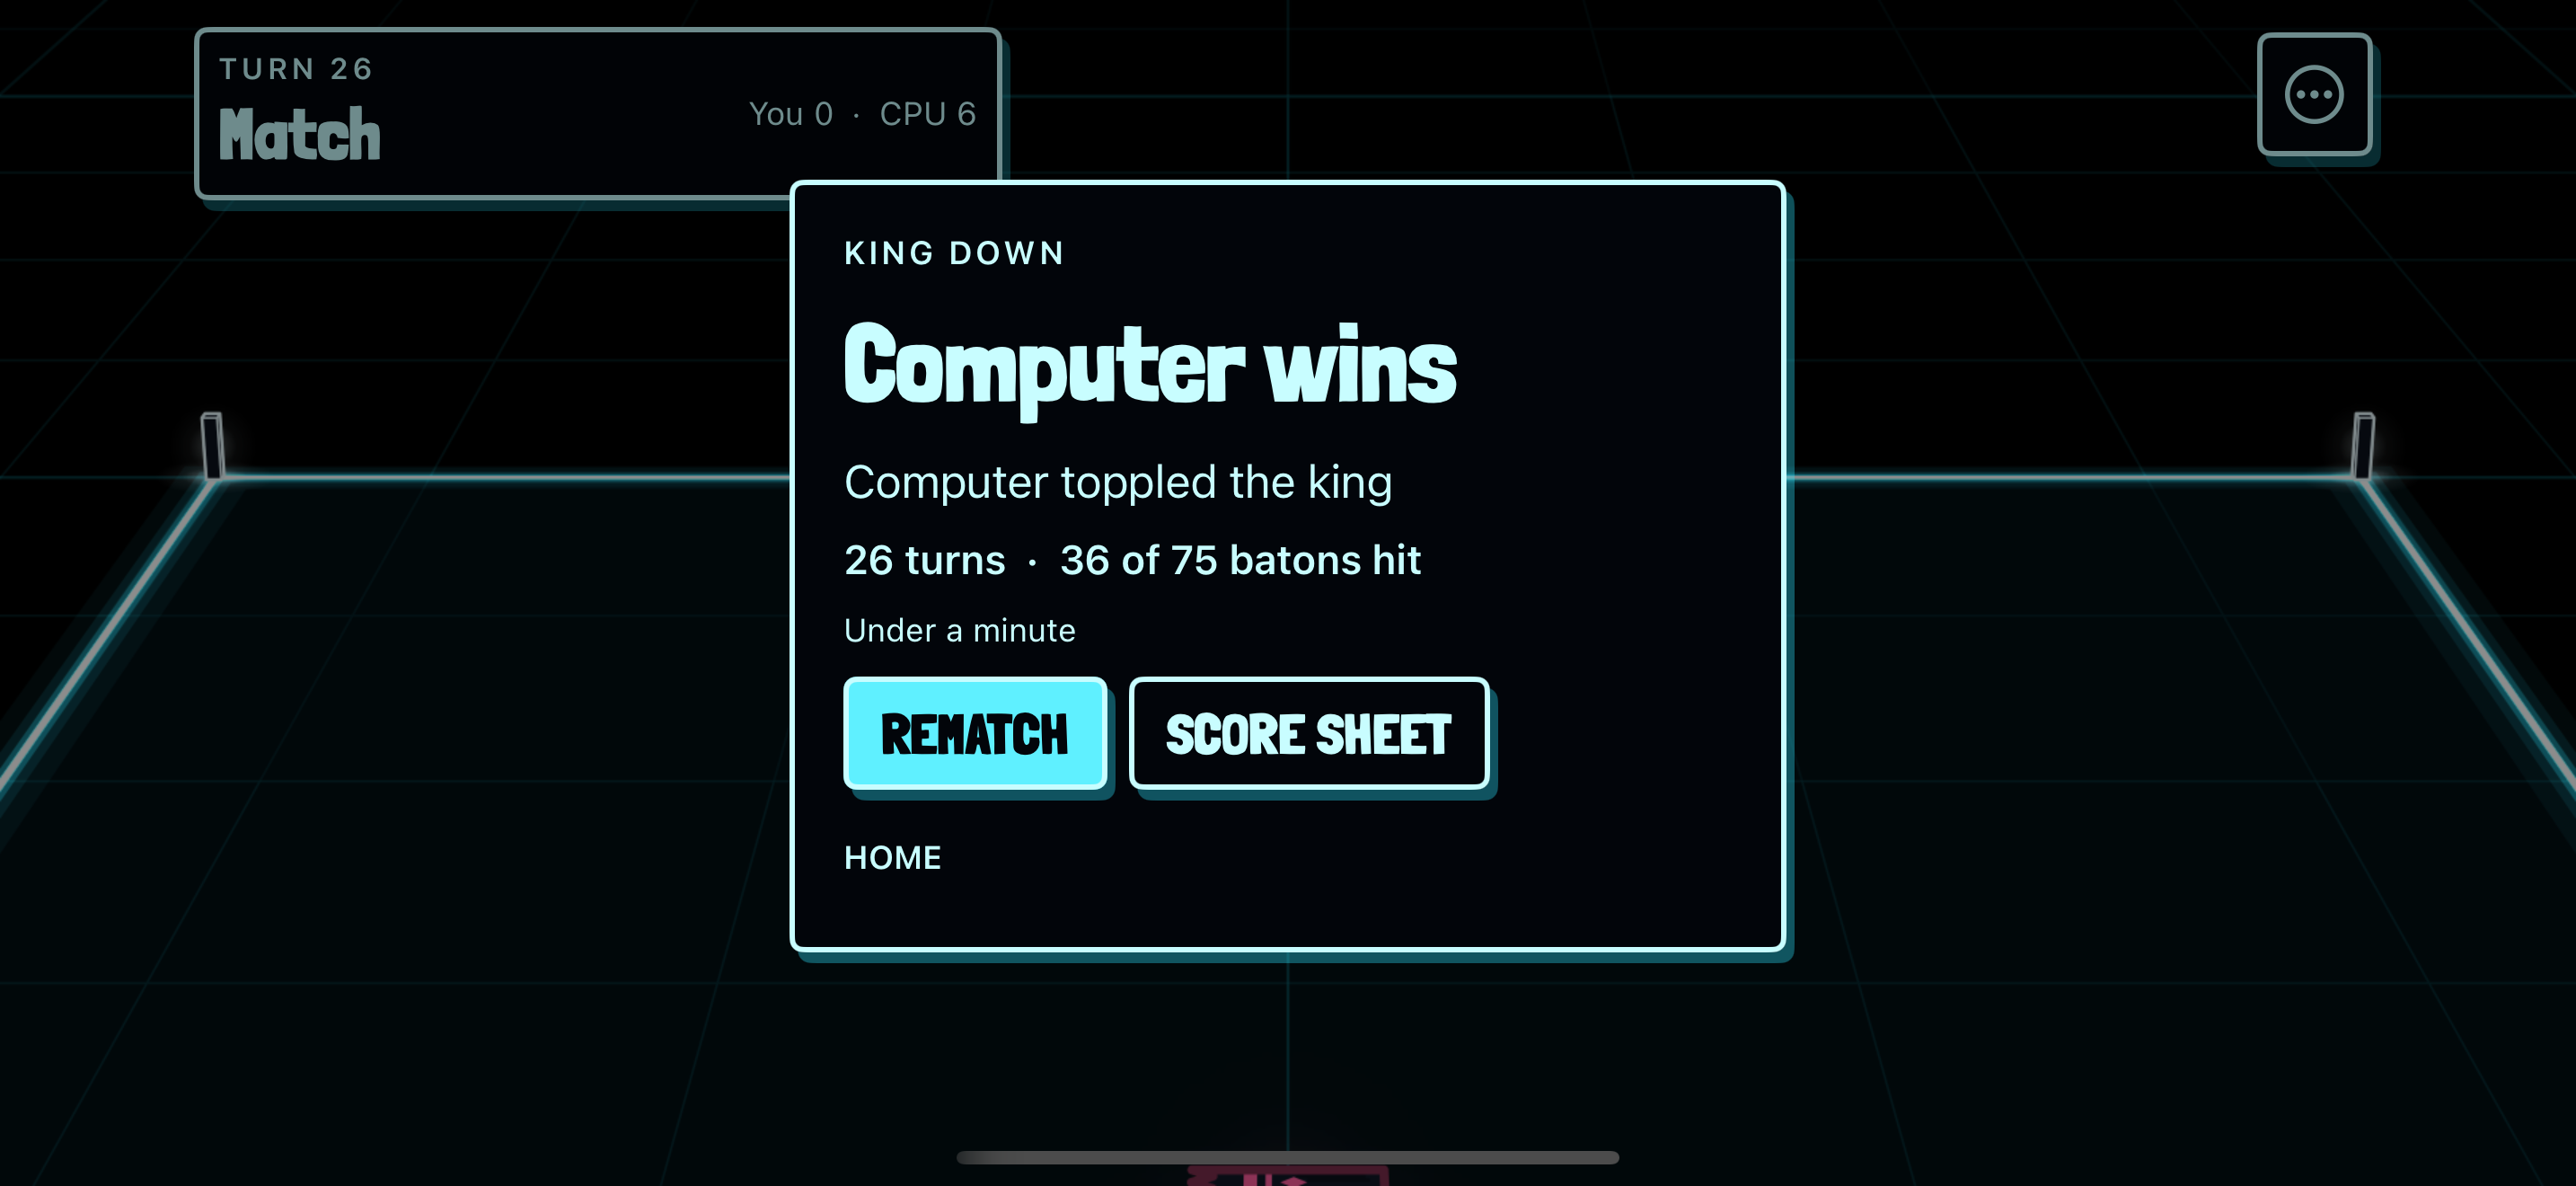 TURN 26
Match
You 0 · CPU 6
KING DOWN
Computer wins
Computer toppled the king
26 turns · 36 of 75 batons hit
Under a minute
REMATCH
SCORE SHEET
HOME